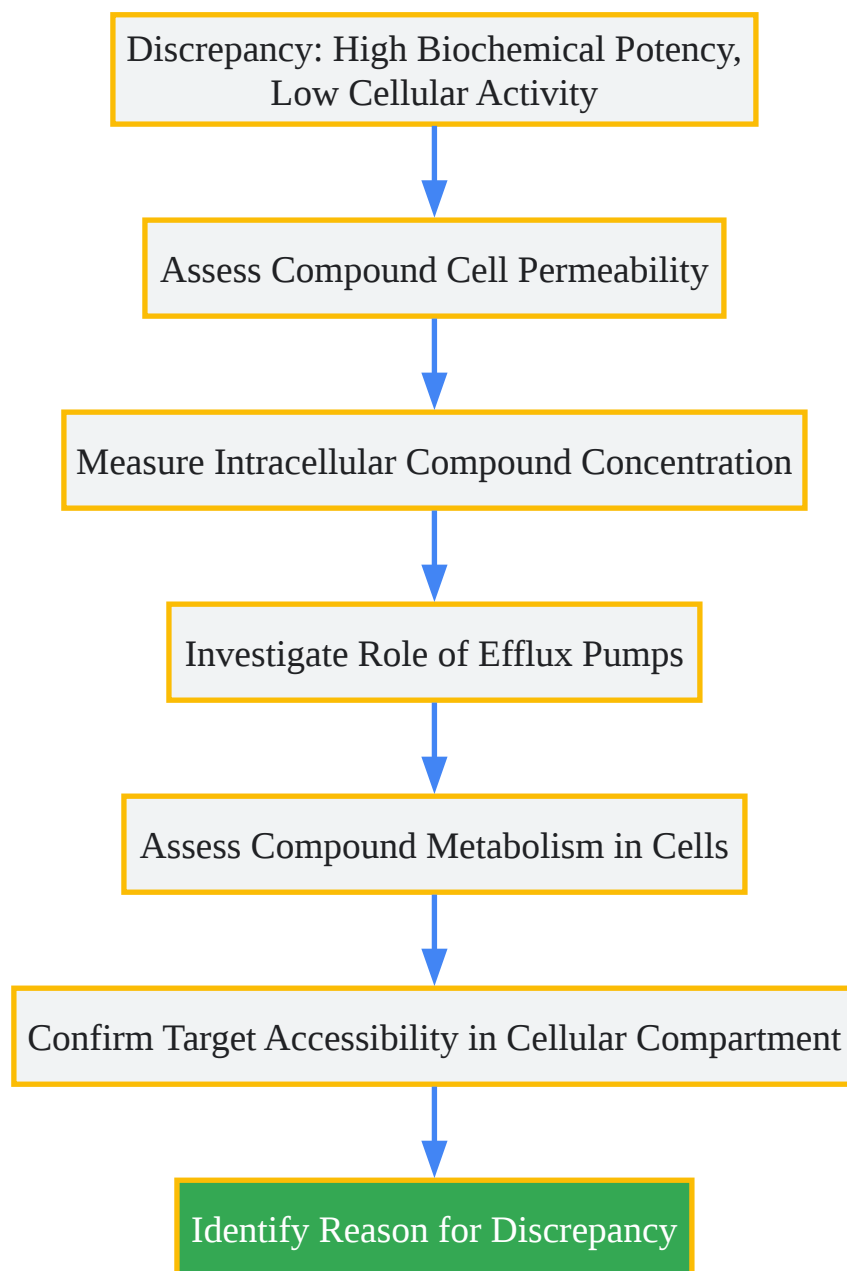 Discrepancy: High Biochemical Potency,
Low Cellular Activity
Assess Compound Cell Permeability
Measure Intracellular Compound Concentration
Investigate Role of Efflux Pumps
Assess Compound Metabolism in Cells
Confirm Target Accessibility in Cellular Compartment
Identify Reason for Discrepancy